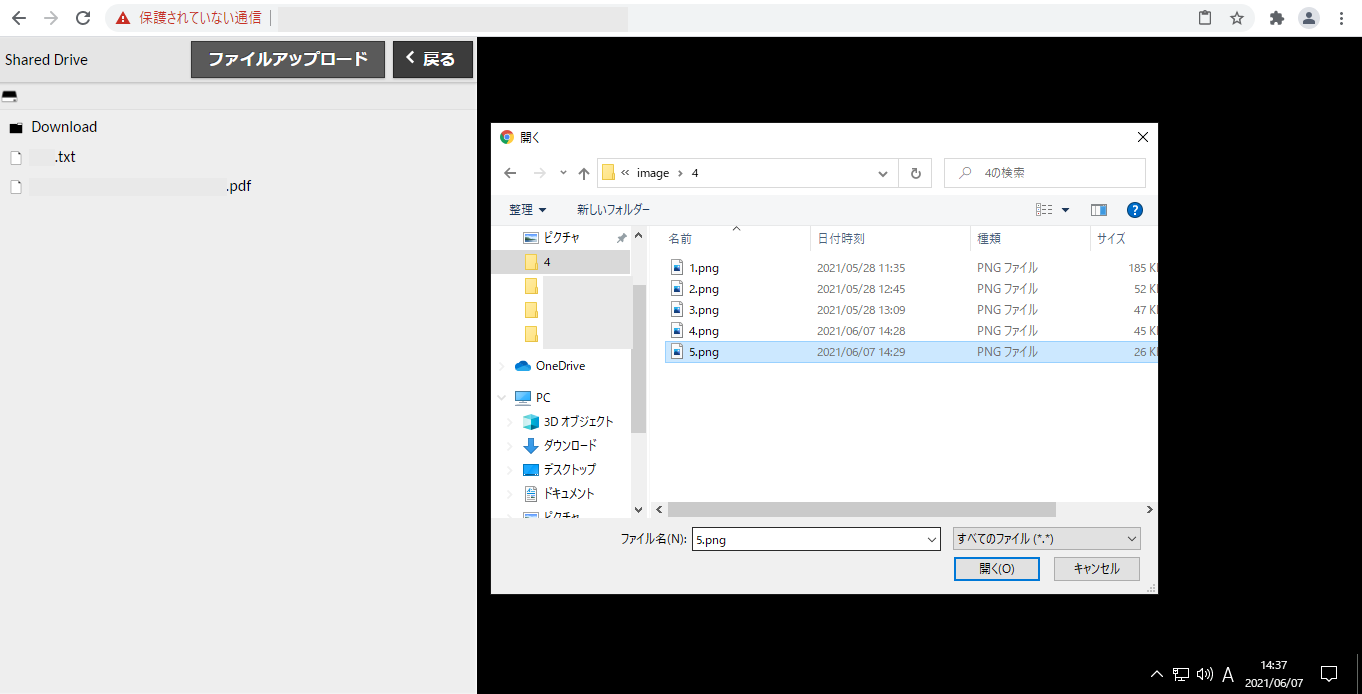 保護されていない通信
Shared Drive
ファイルアップロード
戻る
Download
.txt
.pdf
開く
« image › 4
4の検索
整理
新しいフォルダー
ピクチャ
4
OneDrive
PC
3D オブジェクト
ダウンロード
デスクトップ
ドキュメント
ピクチャ
名前 日付時刻 種類 サイズ
1.png 2021/05/28 11:35 PNG ファイル 185 K
2.png 2021/05/28 12:45 PNG ファイル 52 K
3.png 2021/05/28 13:09 PNG ファイル 47 K
4.png 2021/06/07 14:28 PNG ファイル 45 K
5.png 2021/06/07 14:29 PNG ファイル 26 K
ファイル名(N): 5.png
すべてのファイル (*.*)
開く(O)
キャンセル
A
14:37
2021/06/07